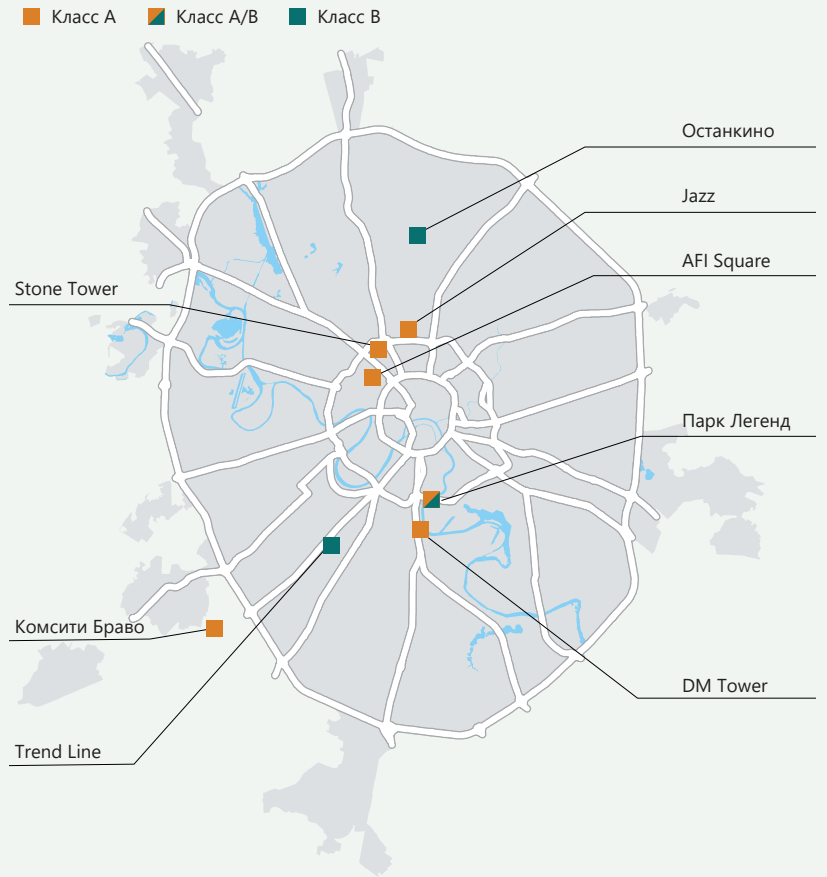 Класс А
Класс А/В
Класс В
Останкино
Jazz
AFI Square
Stone Tower
Парк Легенд
Комсити Браво
DM Tower
Trend Line